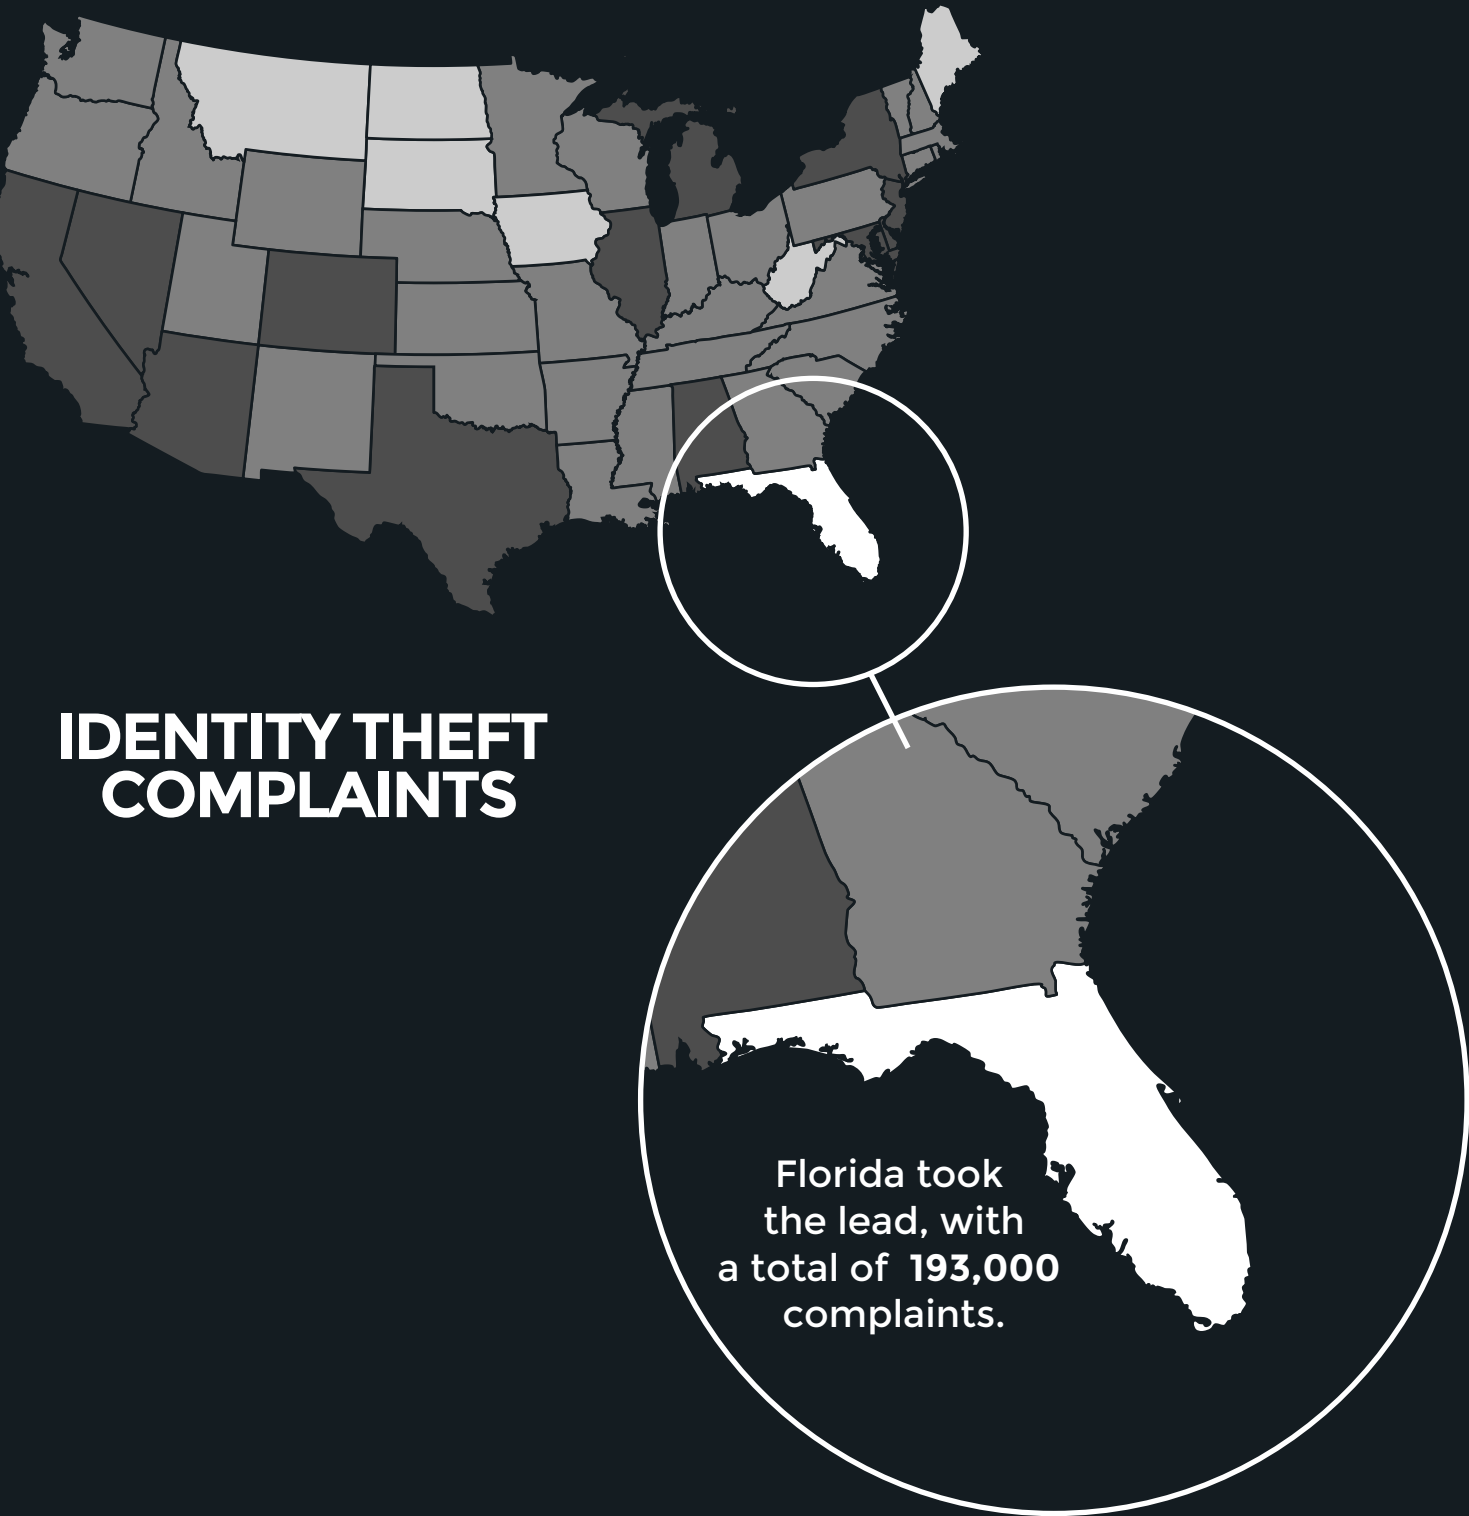 IDENTITY THEFT
COMPLAINTS
Florida took
the lead, with
a total of 193,000
complaints.